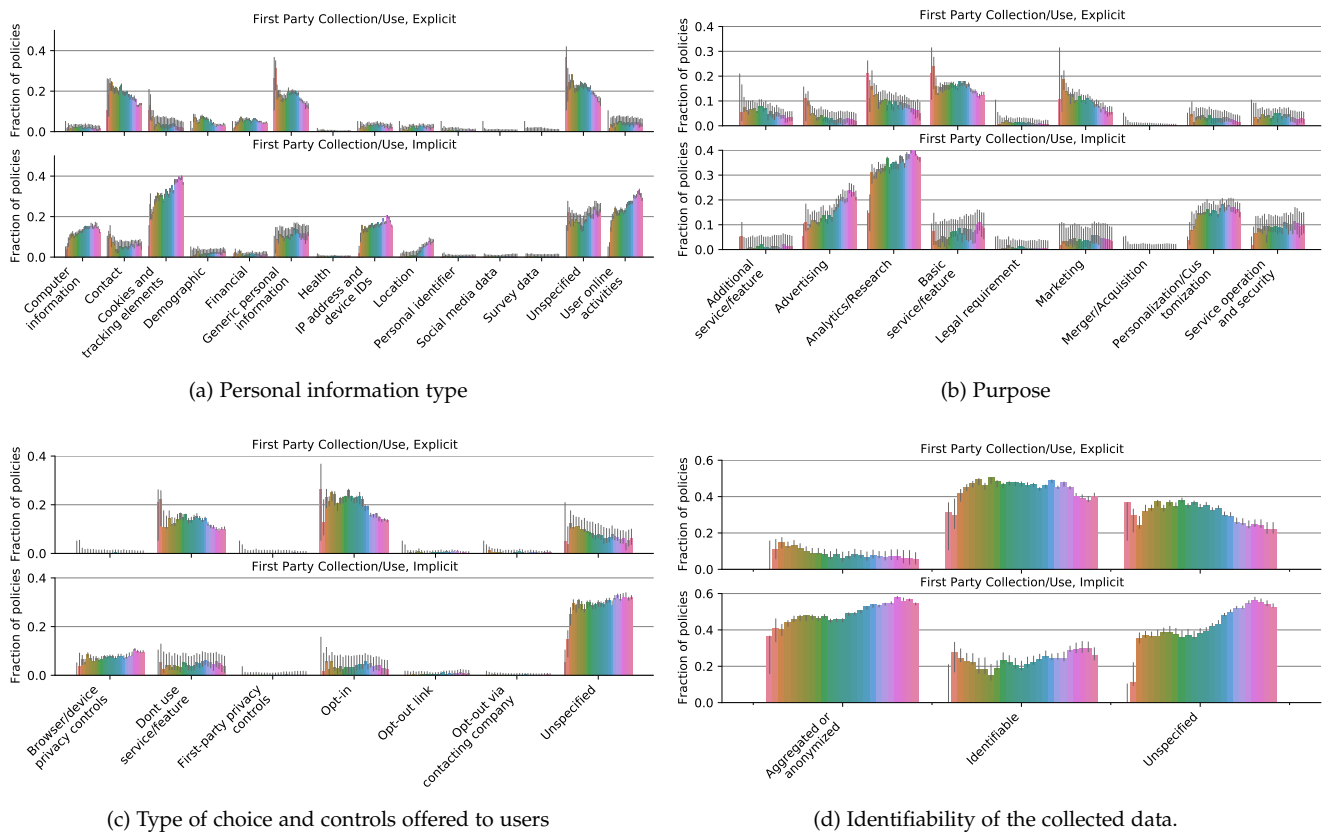 First Party Collection/Use, Explicit
Fraction of policies
0.4
0.2
0.0
First Party Collection/Use, Implicit
Fraction of policies
0.4
0.2
0.0
Computer
information
Contact
Cookies and
tracking elements
Demographic
Financial
Generic personal
information
Health
IP address and
device IDs
Location
Personal identifier
Social media data
Survey data
Unspecified
User online
activities
(a) Personal information type
First Party Collection/Use, Explicit
Fraction of policies
0.4
0.3
0.2
0.1
0.0
First Party Collection/Use, Implicit
Fraction of policies
0.4
0.3
0.2
0.1
0.0
Additional
service/feature
Advertising
Analytics/Research
Basic
service/feature
Legal requirement
Marketing
Merger/Acquisition
Personalization/Cus
tomization
Service operation
and security
(b) Purpose
First Party Collection/Use, Explicit
Fraction of policies
0.4
0.2
0.0
First Party Collection/Use, Implicit
Fraction of policies
0.4
0.2
0.0
Browser/device
privacy controls
Dont use
service/feature
First-party privacy
controls
Opt-in
Opt-out link
Opt-out via
contacting company
Unspecified
(c) Type of choice and controls offered to users
First Party Collection/Use, Explicit
Fraction of policies
0.6
0.4
0.2
0.0
First Party Collection/Use, Implicit
Fraction of policies
0.6
0.4
0.2
0.0
Aggregated or
anonymized
Identifiable
Unspecified
(d) Identifiability of the collected data.